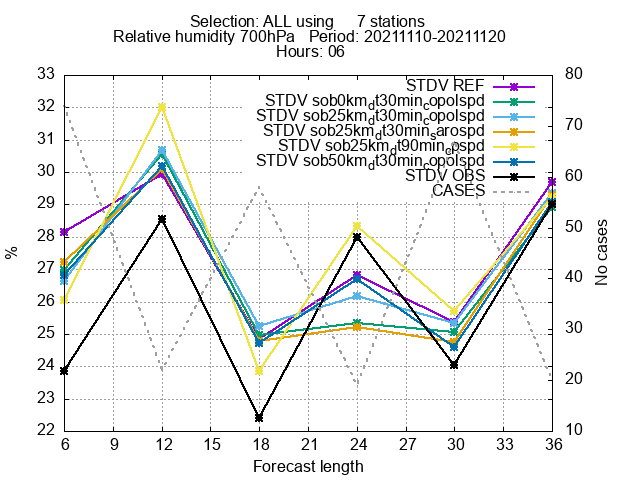 Selection: ALL using 7 stations
Relative humidity 700hPa Period: 20211110-20211120
Hours: 06
33
32
31
30
29
28
27
26
25
24
23
22
%
80
70
60
50
40
30
20
10
No cases
STDV REF
STDV sob0km_dt30min_copolspd
STDV sob25km_dt30min_copolspd
STDV sob25km_dt30min_sarospd
STDV sob25km_dt90min_crspd
STDV sob50km_dt30min_copolspd
STDV OBS
CASES
6 9 12 15 18 21 24 27 30 33 36
Forecast length